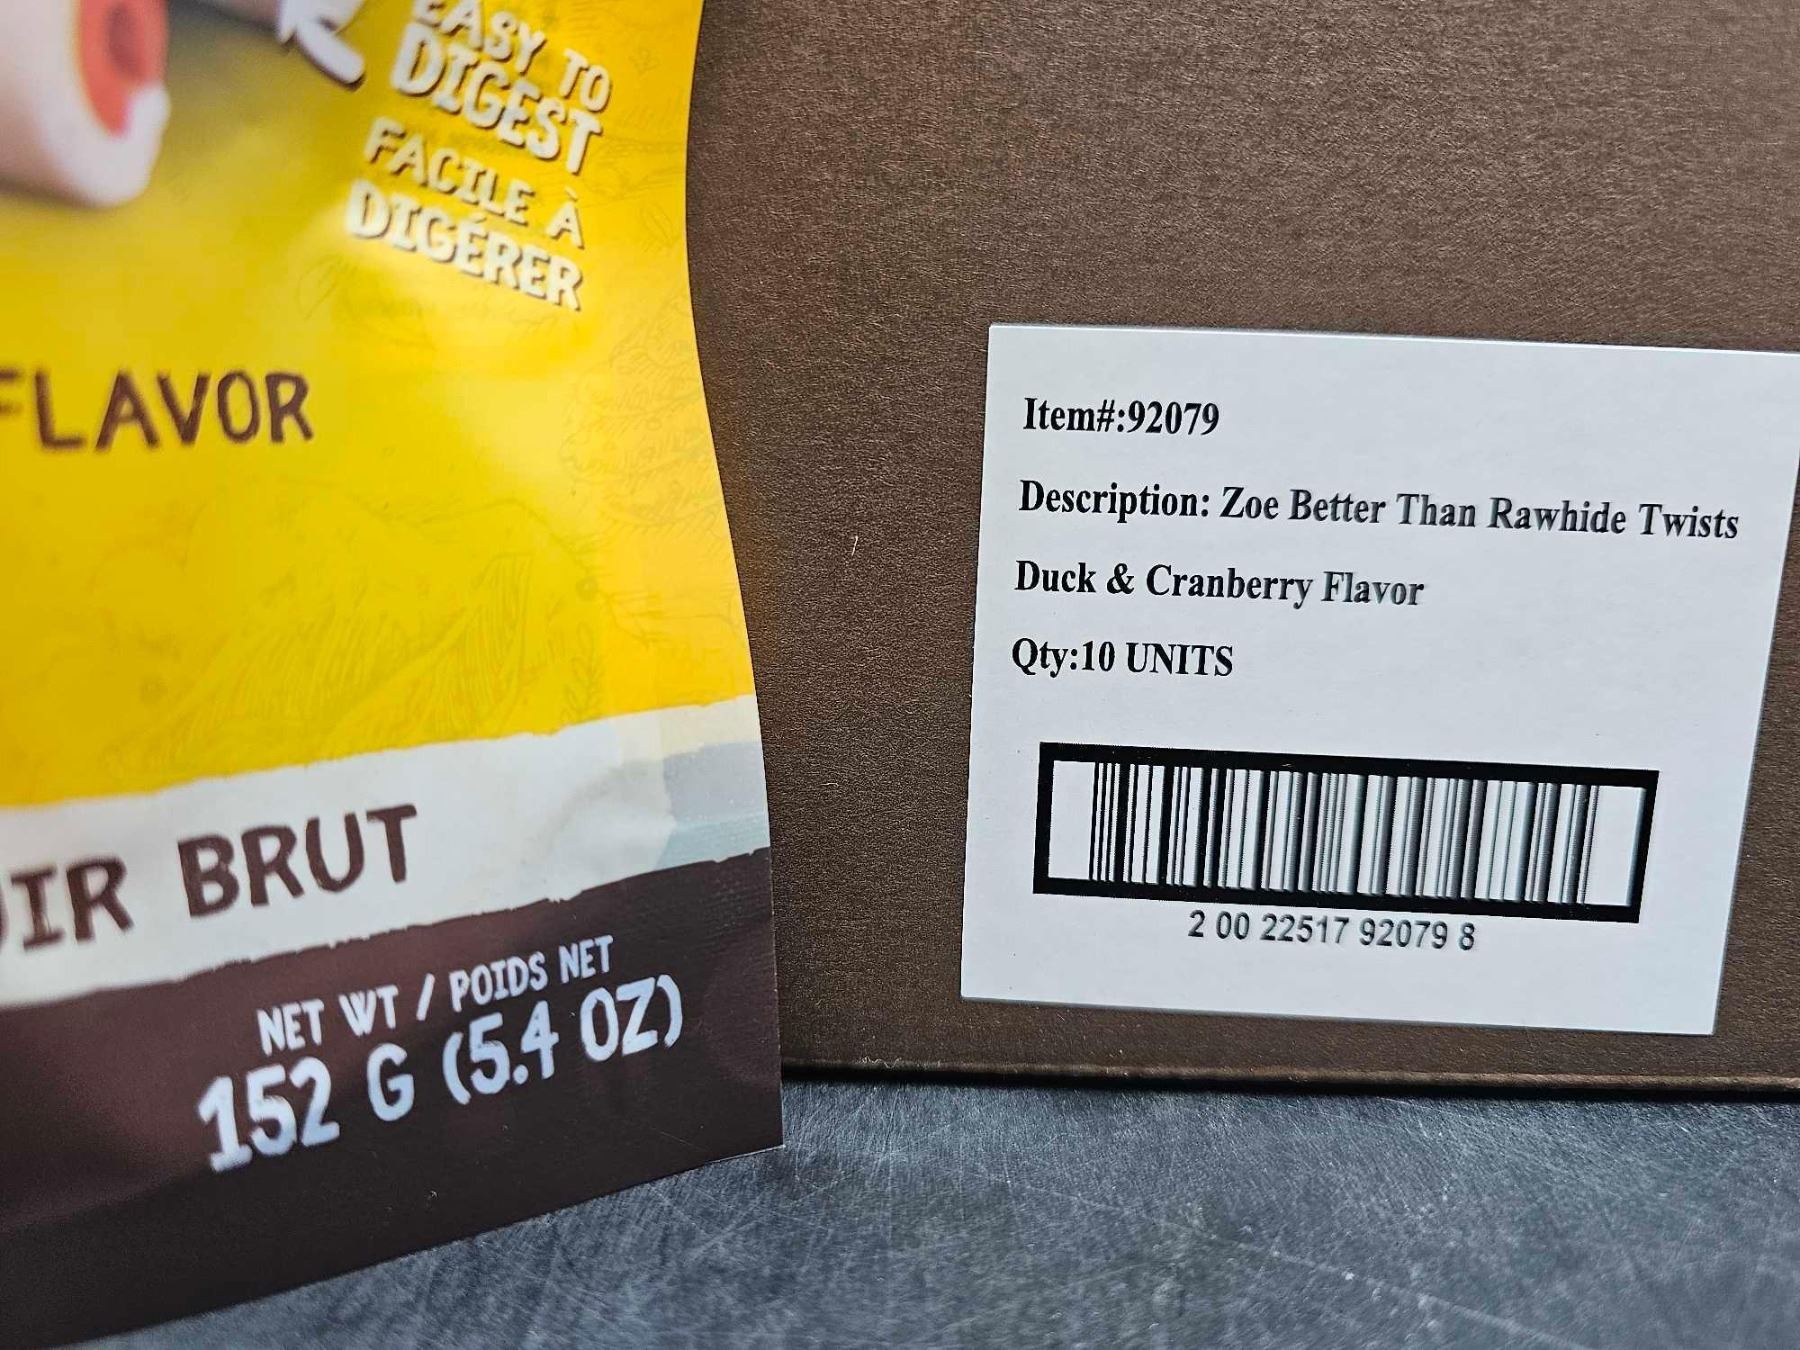 EASY TO
DIGEST
FACILE À
DIGÉRER
FLAVOR
BRUT
NET WT / POIDS NET
152 G (5.4 OZ)
Item#:92079
Description: Zoe Better Than Rawhide Twists
Duck & Cranberry Flavor
Qty:10 UNITS
2 00 22517 92079 8